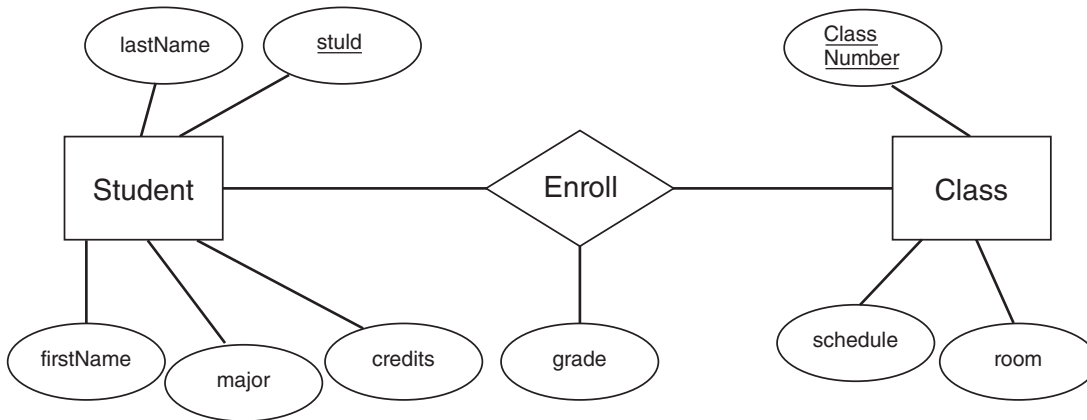 lastName
stuId
Class
Number
Student
Enroll
Class
firstName
major
credits
grade
schedule
room